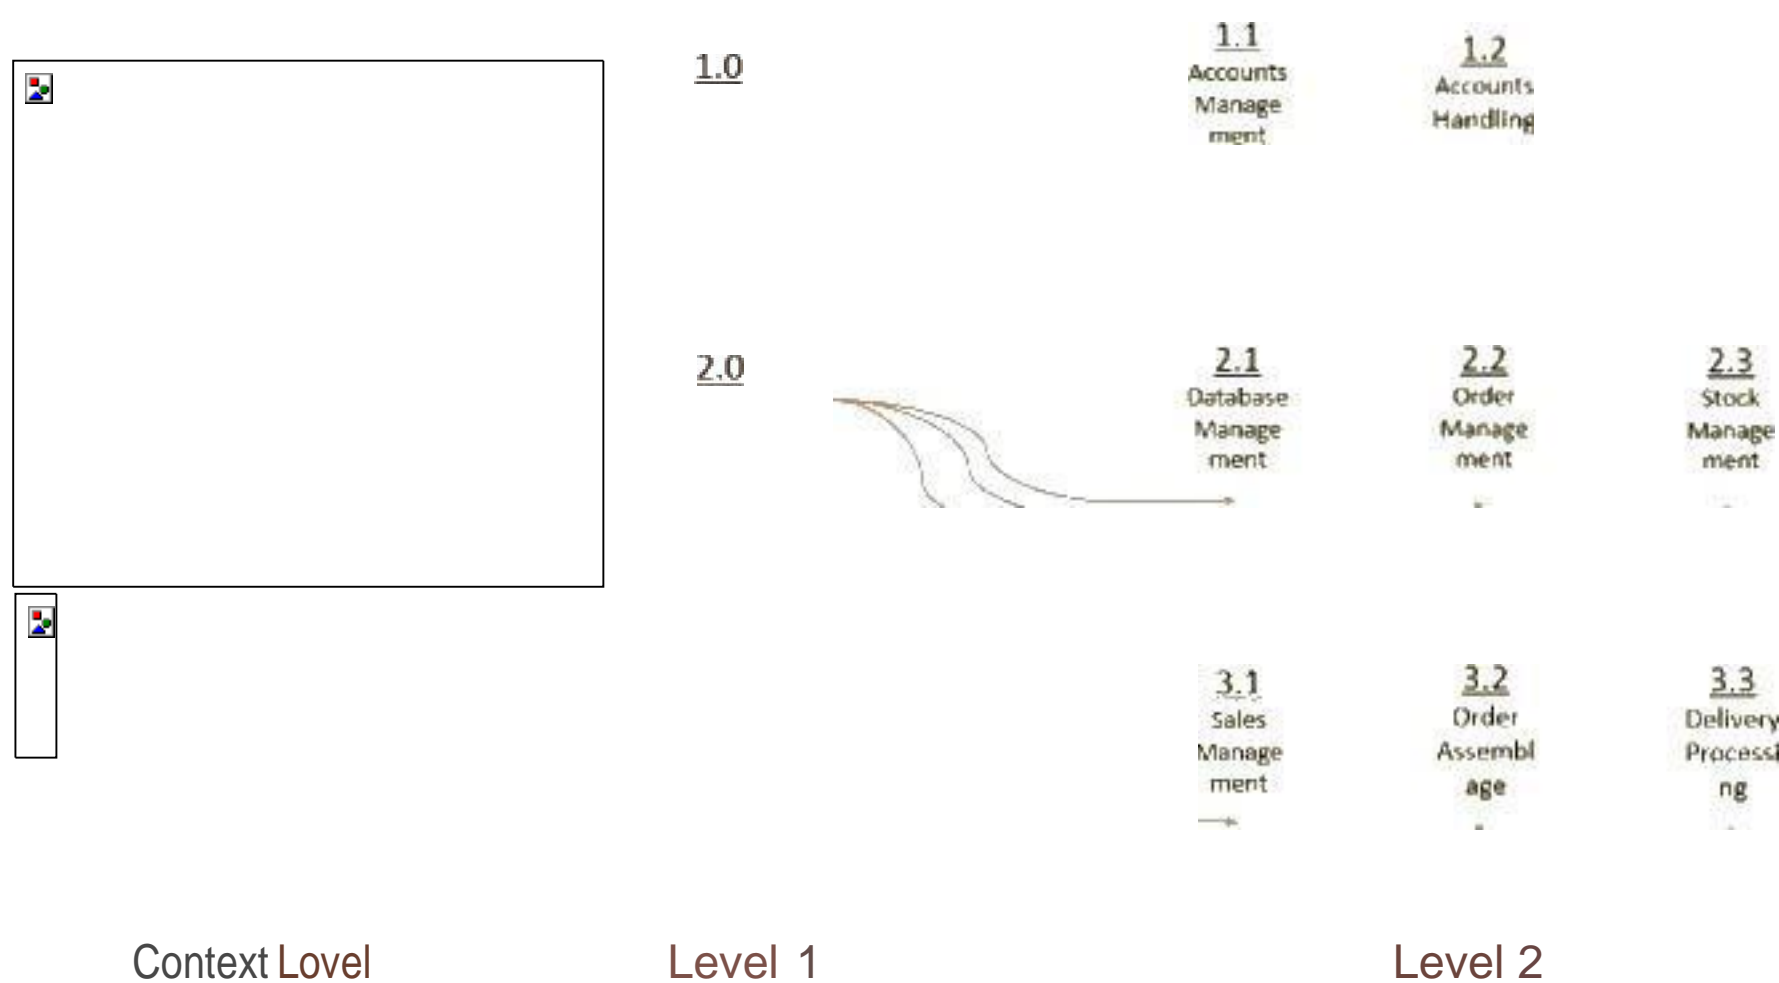 1.0
1.1
Accounts
Manage
ment
1.2
Accounts
Handling
2.0
2.1
Database
Manage
ment
2.2
Order
Manage
ment
2.3
Stock
Manage
ment
3.1
Sales
Manage
ment
3.2
Order
Assembl
age
3.3
Delivery
Processi
ng
Context Lovel
Level 1
Level 2